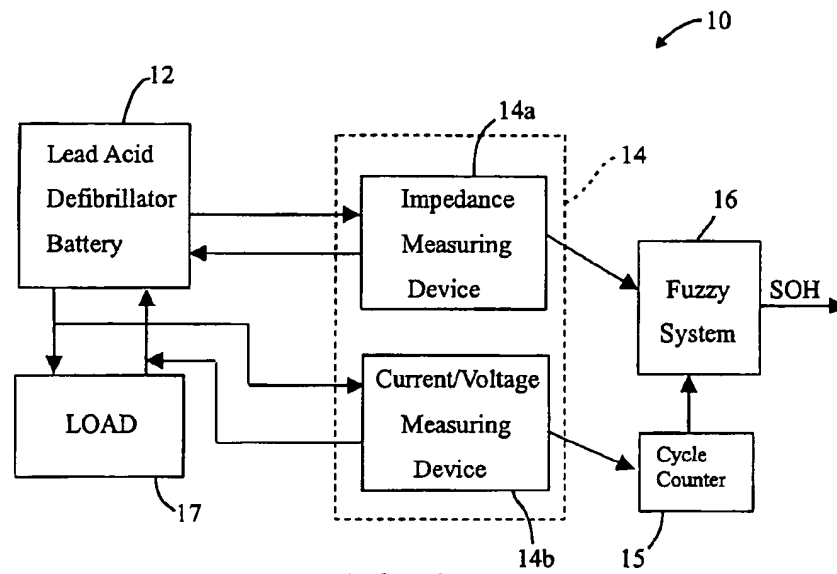 10
12
Lead Acid
Defibrillator
Battery
14a
Impedance
Measuring
Device
14
16
Fuzzy
System
SOH
LOAD
17
Current/Voltage
Measuring
Device
14b
Cycle
Counter
15